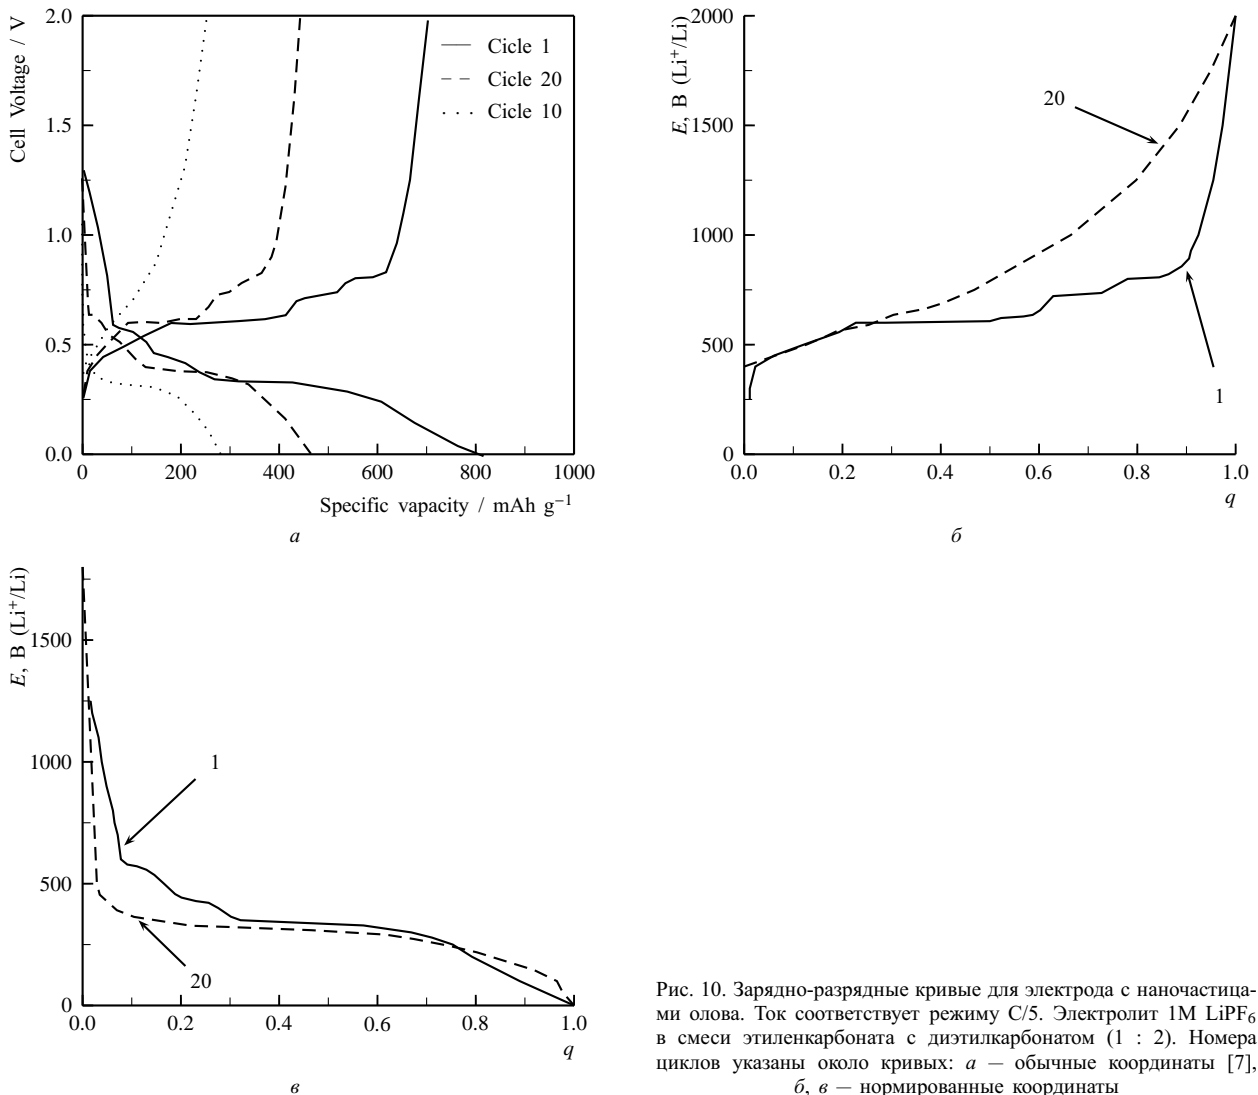 2.0
1.5
1.0
0.5
0.0
Cell Voltage / V
Cicle 1
Cicle 20
Cicle 10
0
200
400
600
800
1000
Specific vapacity / mAh g⁻¹
а
2000
1500
1000
500
0
E, В (Li⁺/Li)
20
1
0.0
0.2
0.4
0.6
0.8
1.0
q
б
1500
1000
500
0
E, В (Li⁺/Li)
1
20
0.0
0.2
0.4
0.6
0.8
1.0
q
в
Рис. 10. Зарядно-разрядные кривые для электрода с наночастица-
ми олова. Ток соответствует режиму C/5. Электролит 1M LiPF₆
в смеси этиленкарбоната с диэтилкарбонатом (1 : 2). Номера
циклов указаны около кривых: а — обычные координаты [7],
б, в — нормированные координаты